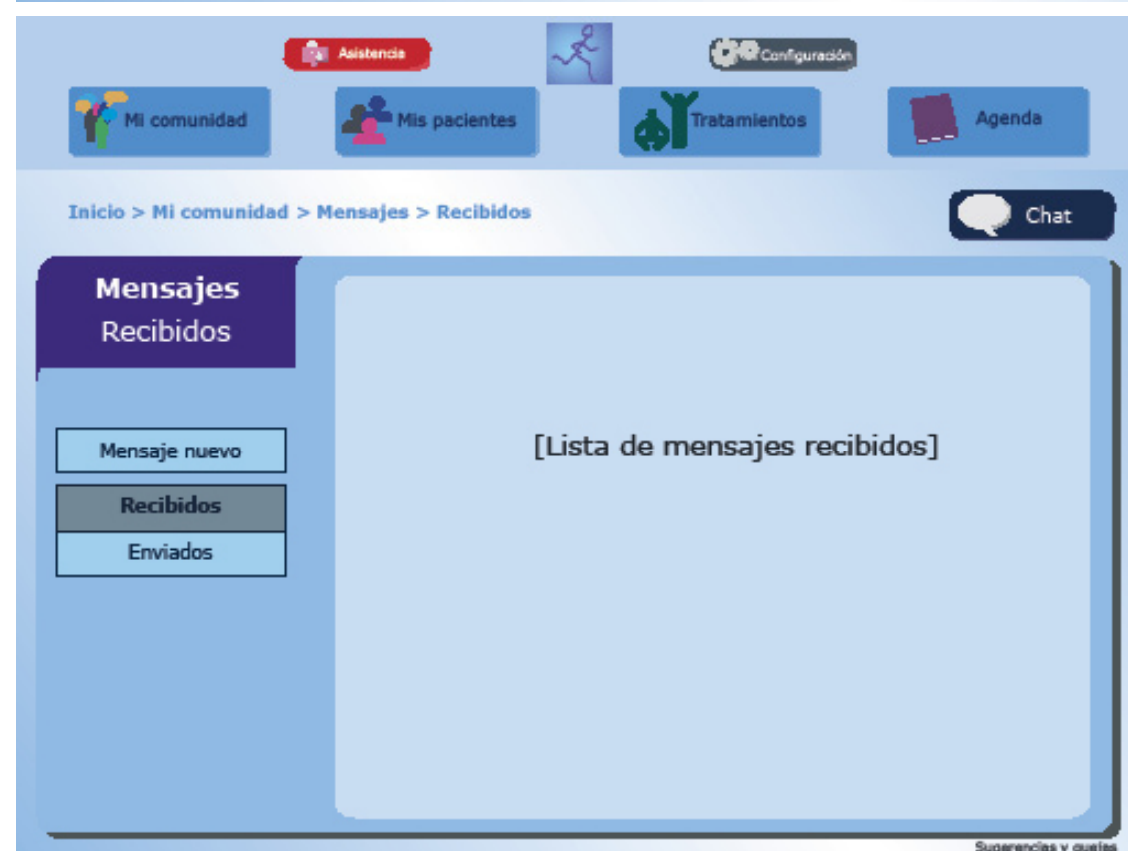 Asistencia
Configuración
Mi comunidad
Mis pacientes
Tratamientos
Agenda
Inicio > Mi comunidad > Mensajes > Recibidos
Chat
Mensajes
Recibidos
Mensaje nuevo
Recibidos
Enviados
[Lista de mensajes recibidos]
Sugerencias y quejas